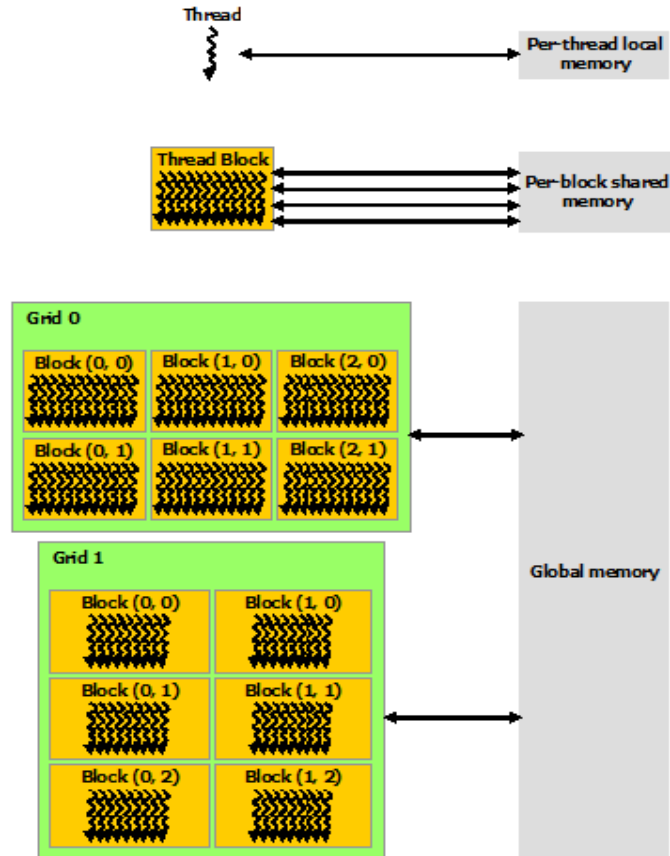 Thread
Per-thread local
memory
Thread Block
Per-block shared
memory
Grid 0
Block (0, 0) Block (1, 0) Block (2, 0)
Block (0, 1) Block (1, 1) Block (2, 1)
Global memory
Grid 1
Block (0, 0) Block (1, 0)
Block (0, 1) Block (1, 1)
Block (0, 2) Block (1, 2)